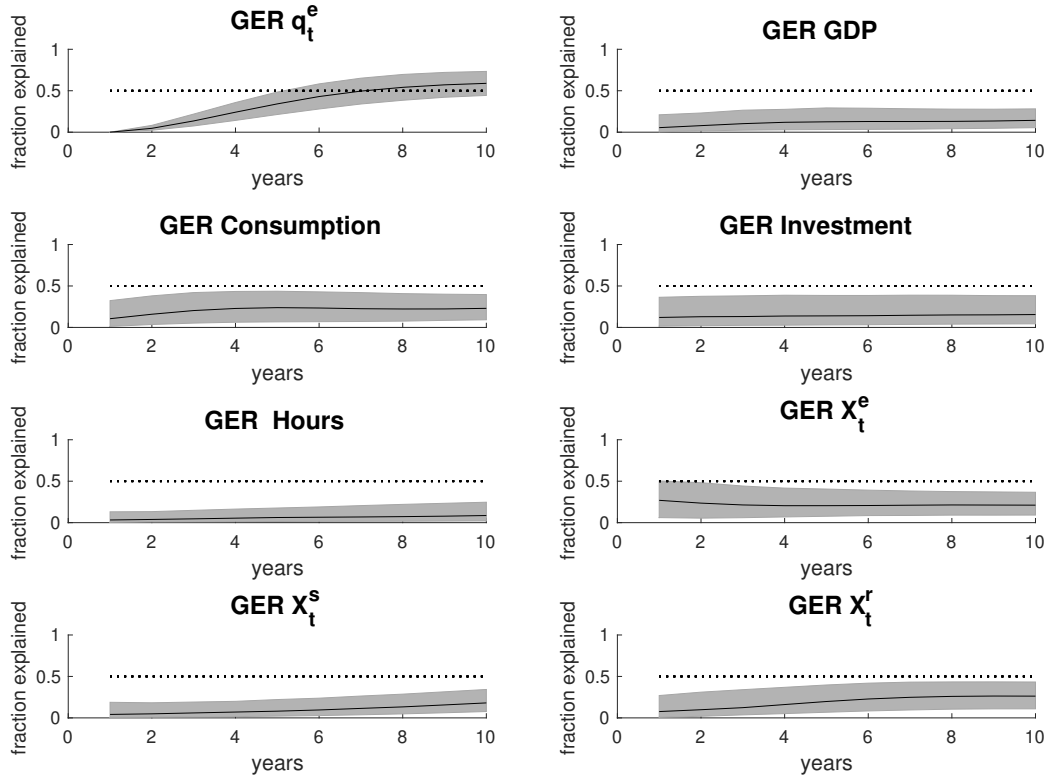 GER q_t^e
fraction explained
1
0.5
0
0 2 4 6 8 10
years
GER GDP
fraction explained
1
0.5
0
0 2 4 6 8 10
years
GER Consumption
fraction explained
1
0.5
0
0 2 4 6 8 10
years
GER Investment
fraction explained
1
0.5
0
0 2 4 6 8 10
years
GER Hours
fraction explained
1
0.5
0
0 2 4 6 8 10
years
GER X_t^e
fraction explained
1
0.5
0
0 2 4 6 8 10
years
GER X_t^s
fraction explained
1
0.5
0
0 2 4 6 8 10
years
GER X_t^r
fraction explained
1
0.5
0
0 2 4 6 8 10
years